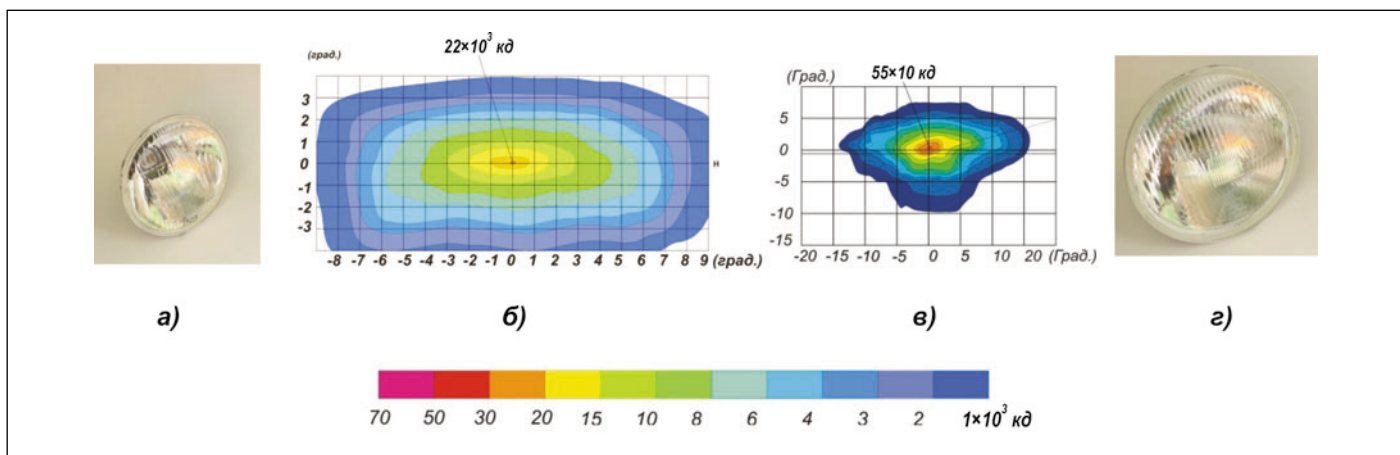 (град.)
22×10³ кд
3
2
1
0
-1
-2
-3
н
-8 -7 -6 -5 -4 -3 -2 -1 0 1 2 3 4 5 6 7 8 9 (град.)
(Град.)
55×10 кд
5
0
-5
-10
-15
-20 -15 -10 -5 0 5 10 20 (Град.)
а)
б)
в)
г)
70 50 30 20 15 10 8 6 4 3 2 1×10³ кд